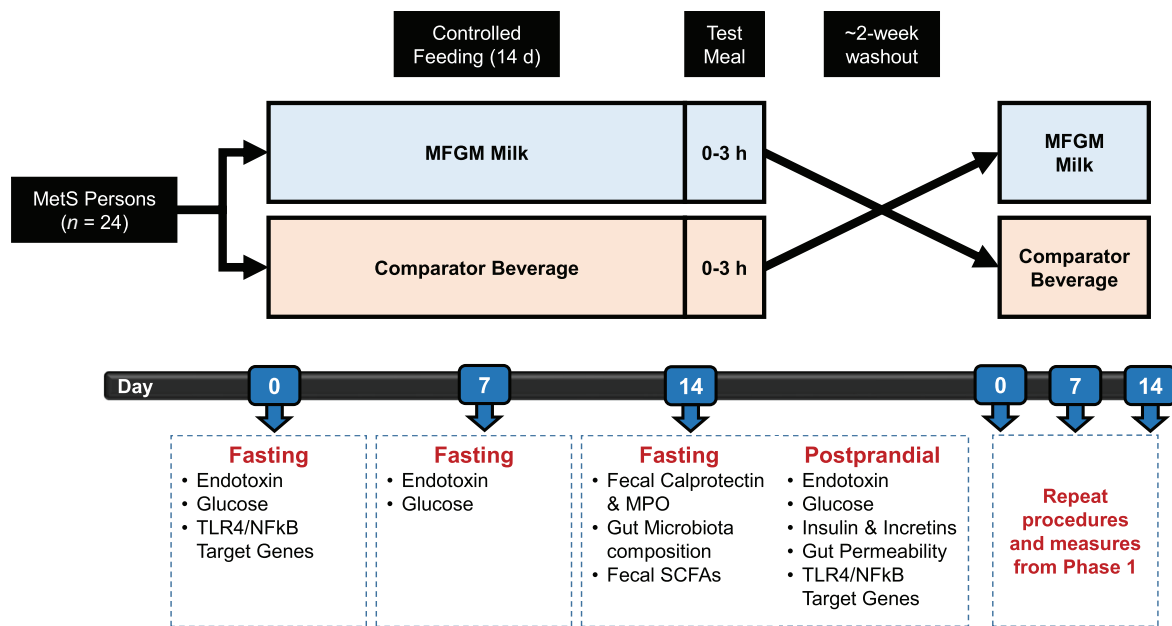 Controlled
Feeding (14 d)
Test
Meal
~2-week
washout
MetS Persons
(n = 24)
MFGM Milk
0-3 h
MFGM
Milk
Comparator Beverage
0-3 h
Comparator
Beverage
Day
0
7
14
0
7
14
Fasting
• Endotoxin
• Glucose
• TLR4/NFkB
Target Genes
Fasting
• Endotoxin
• Glucose
Fasting
• Fecal Calprotectin
& MPO
• Gut Microbiota
composition
• Fecal SCFAs
Postprandial
• Endotoxin
• Glucose
• Insulin & Incretins
• Gut Permeability
• TLR4/NFkB
Target Genes
Repeat
procedures
and measures
from Phase 1